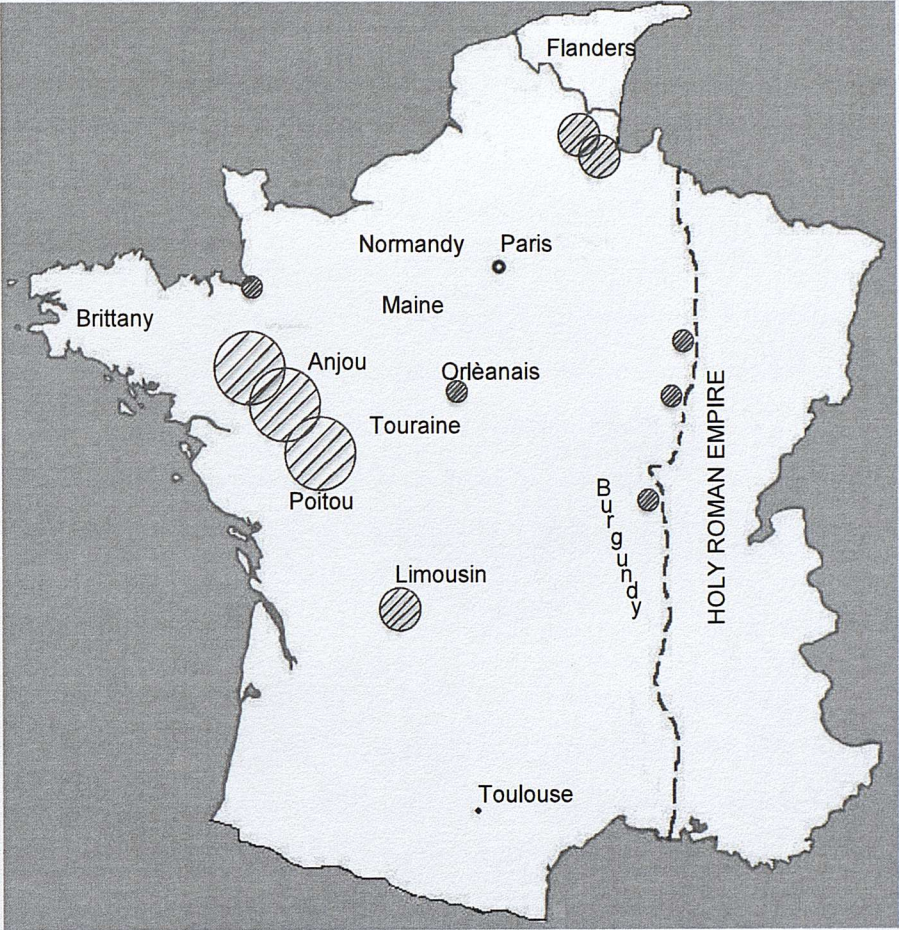 Flanders
Normandy
Paris
Maine
Brittany
Anjou
Orlèanais
Touraine
HOLY ROMAN EMPIRE
Poitou
Burgundy
Limousin
Toulouse